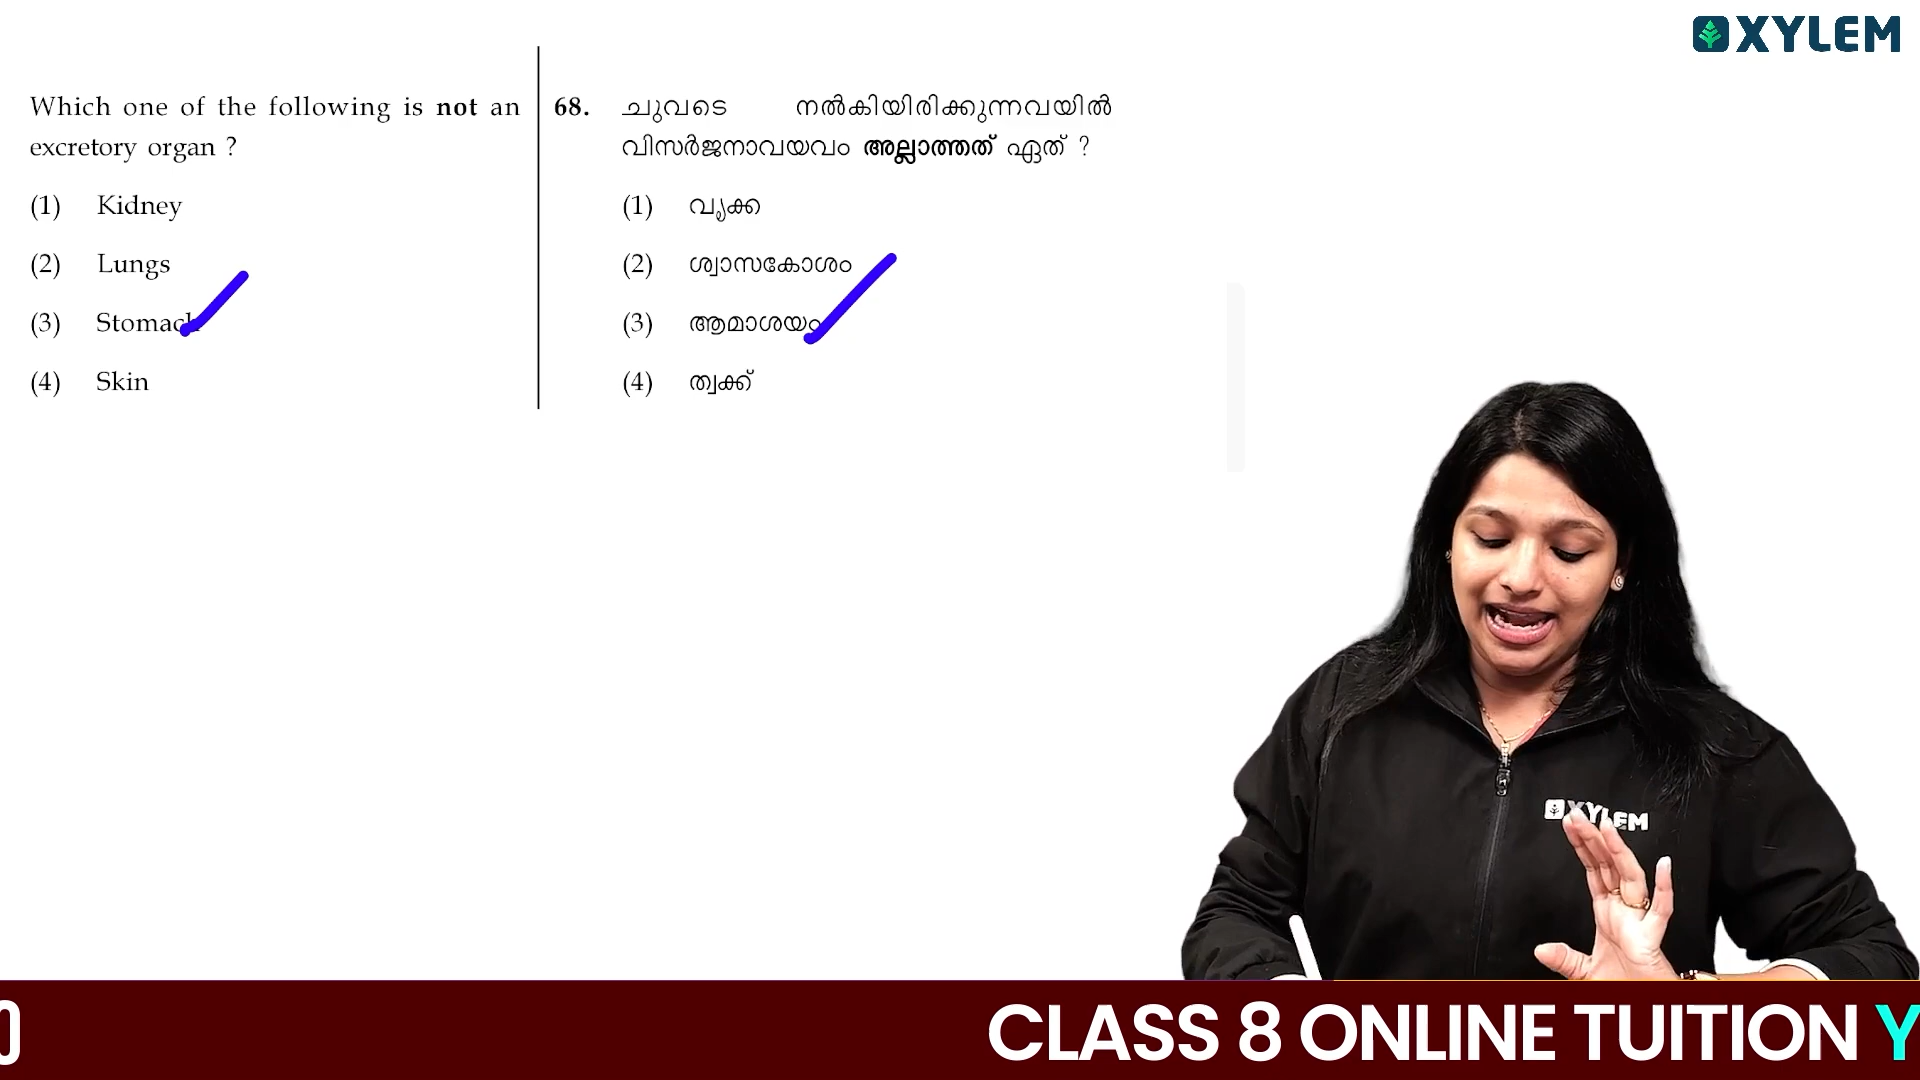 XYLEM
Which one of the following is not an
excretory organ ?
(1) Kidney
(2) Lungs
(3) Stomach
(4) Skin
68. ചുവടെ നൽകിയിരിക്കുന്നവയിൽ
വിസർജനാവയവം അല്ലാത്തത് ഏത് ?
(1) വൃക്ക
(2) ശ്വാസകോശം
(3) ആമാശയം
(4) ത്വക്ക്
XYLEM
0 CLASS 8 ONLINE TUITION Y